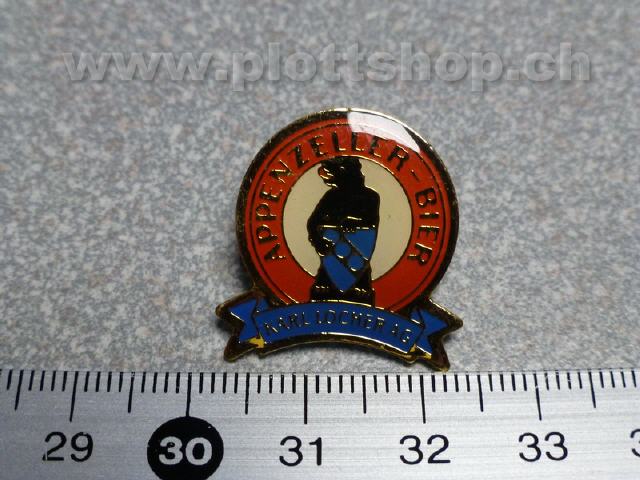 www.plottshop.ch
APPENZELLER-BIER
KARL LOCHER AG
29 30 31 32 33